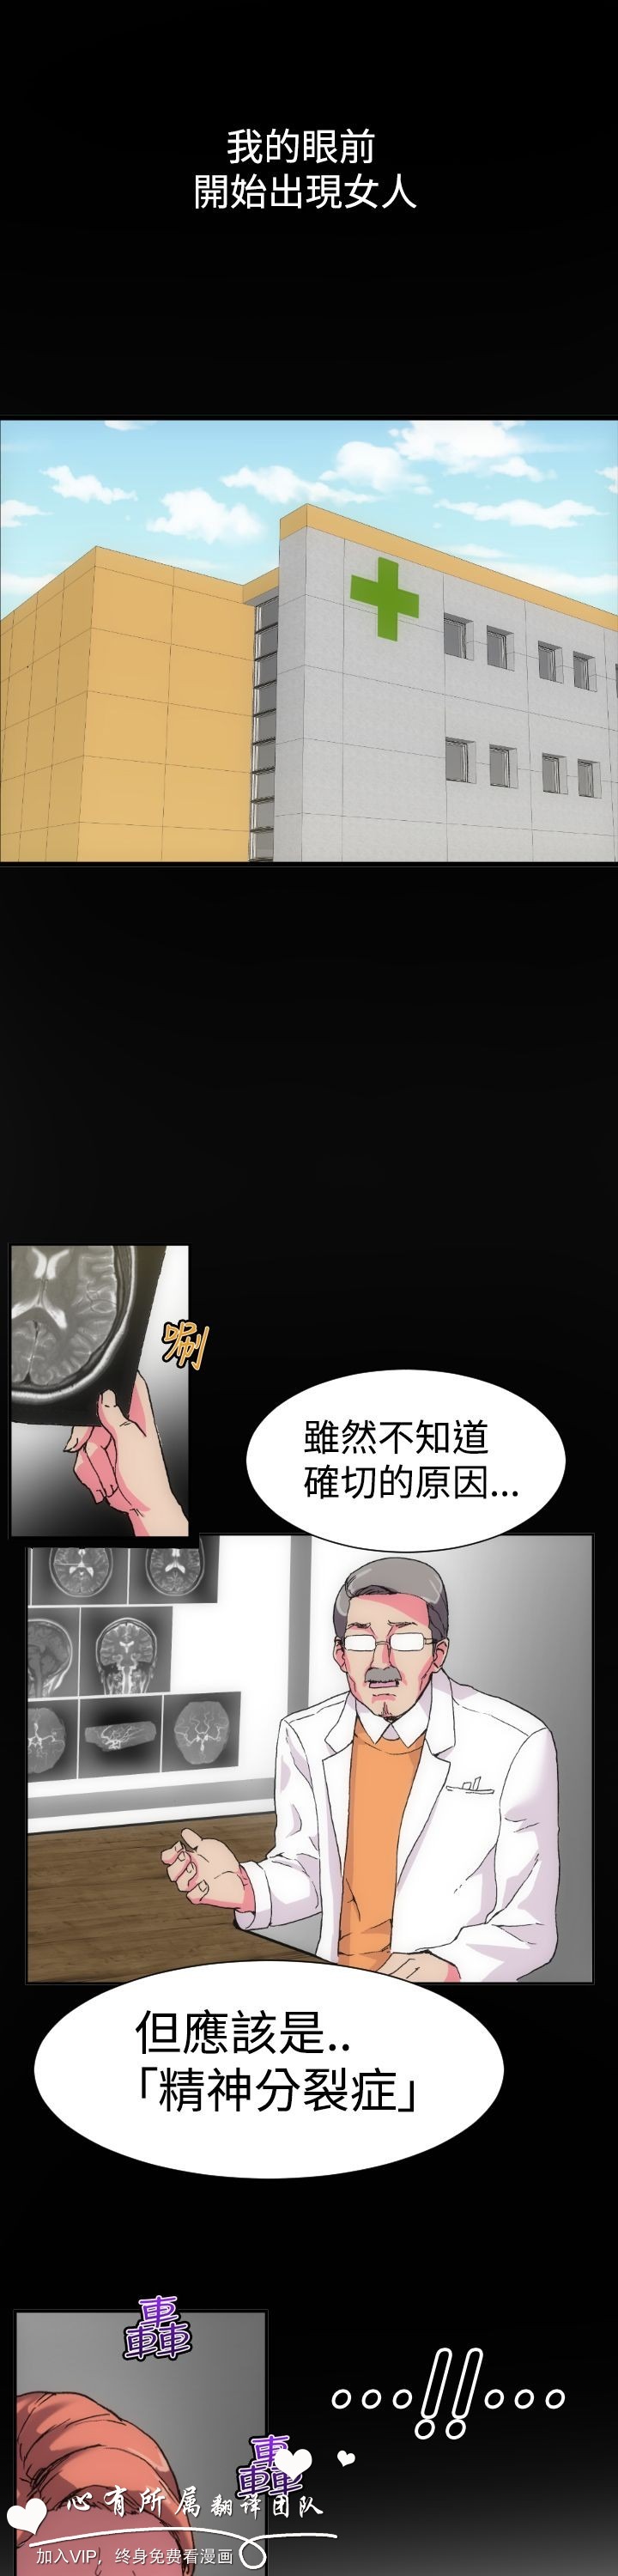 我的眼前
開始出現女人
唰
雖然不知道
確切的原因...
但應該是..
「精神分裂症」
轟
...!!...
轟
心有所属翻译团队
加入VIP，终身免费看漫画